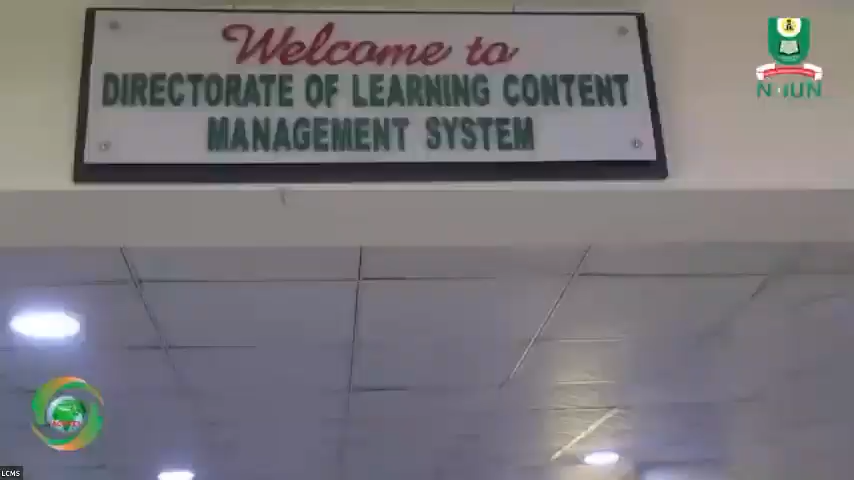 Welcome to
DIRECTORATE OF LEARNING CONTENT
MANAGEMENT SYSTEM
NOUN
LCMS